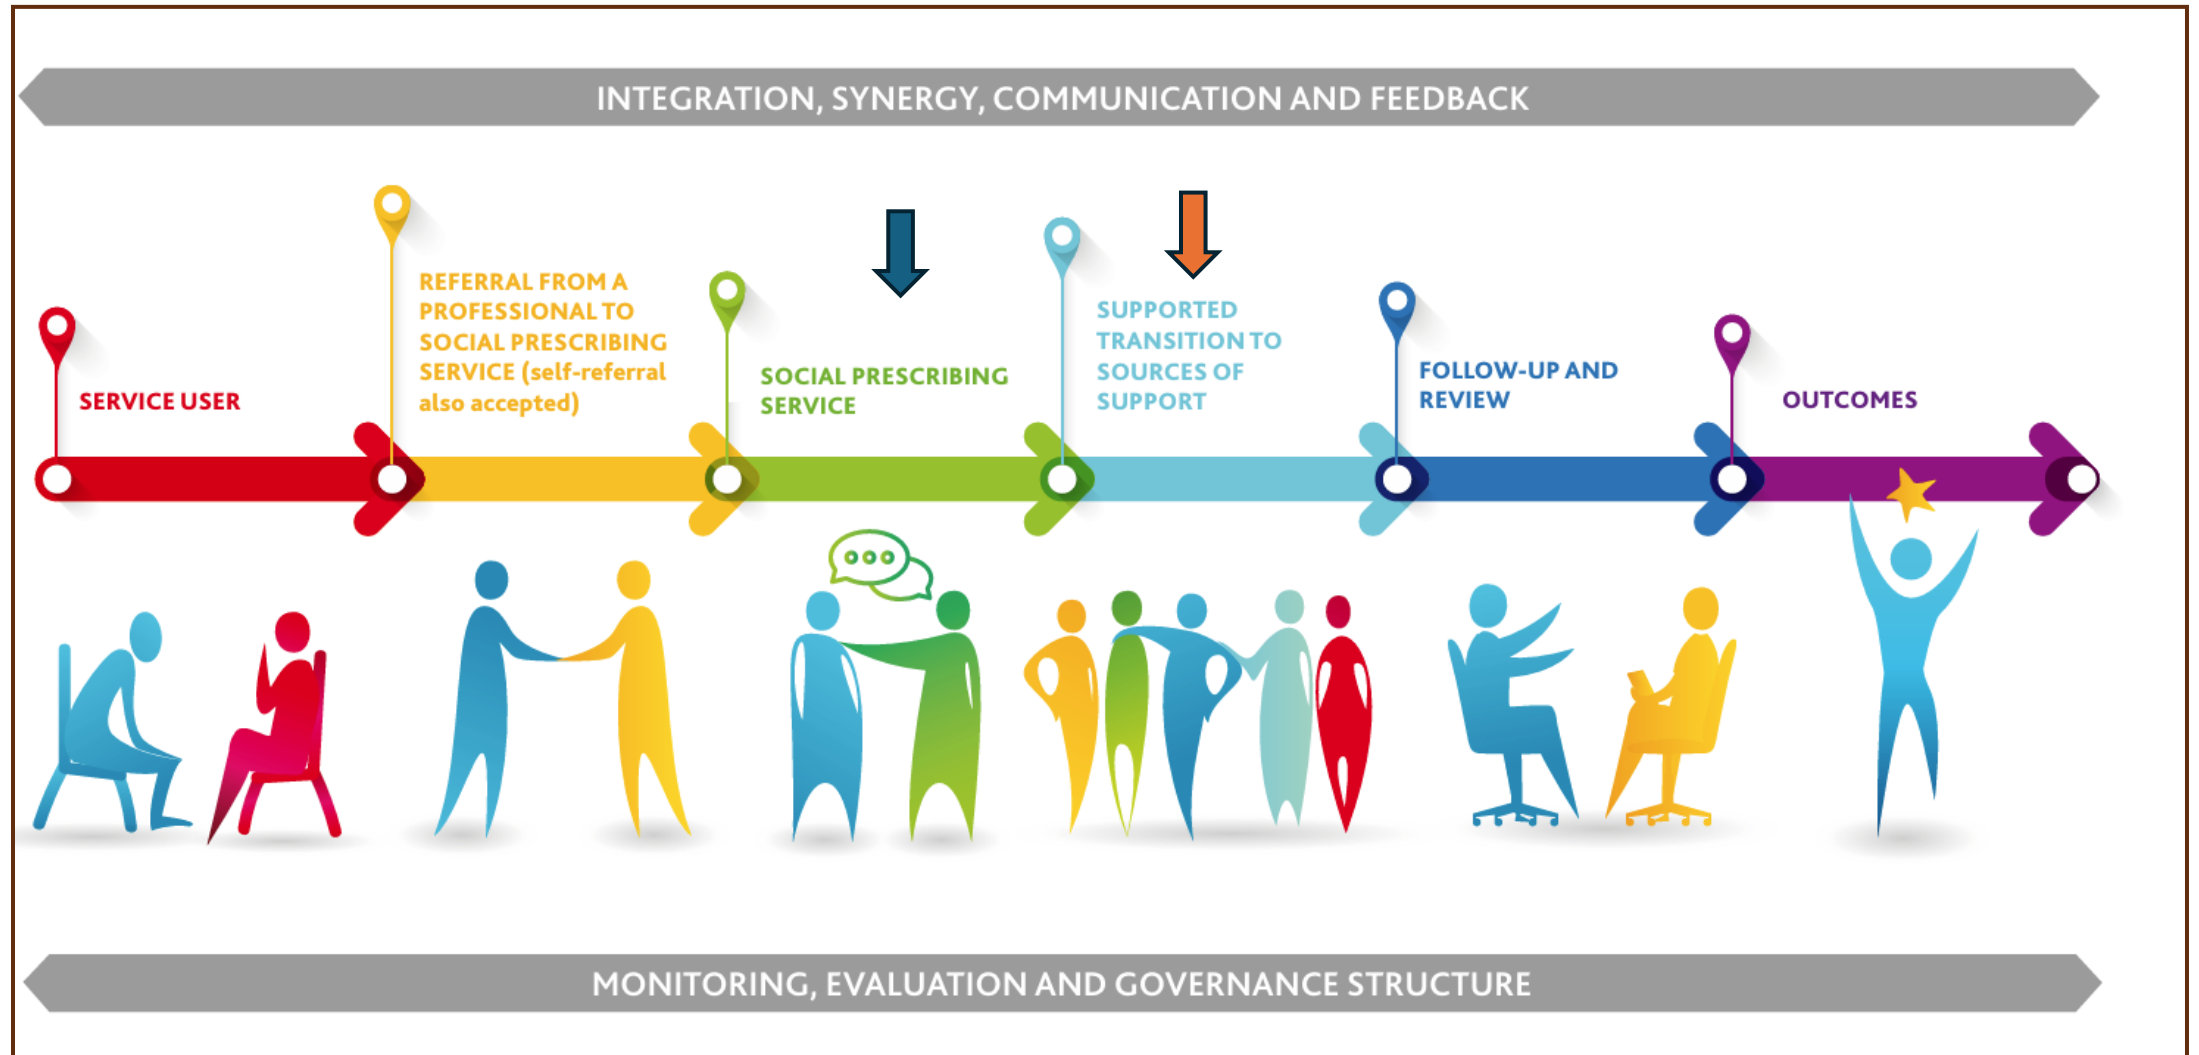 INTEGRATION, SYNERGY, COMMUNICATION AND FEEDBACK
SERVICE USER
REFERRAL FROM A
PROFESSIONAL TO
SOCIAL PRESCRIBING
SERVICE (self-referral
also accepted)
SOCIAL PRESCRIBING
SERVICE
SUPPORTED
TRANSITION TO
SOURCES OF
SUPPORT
FOLLOW-UP AND
REVIEW
OUTCOMES
MONITORING, EVALUATION AND GOVERNANCE STRUCTURE